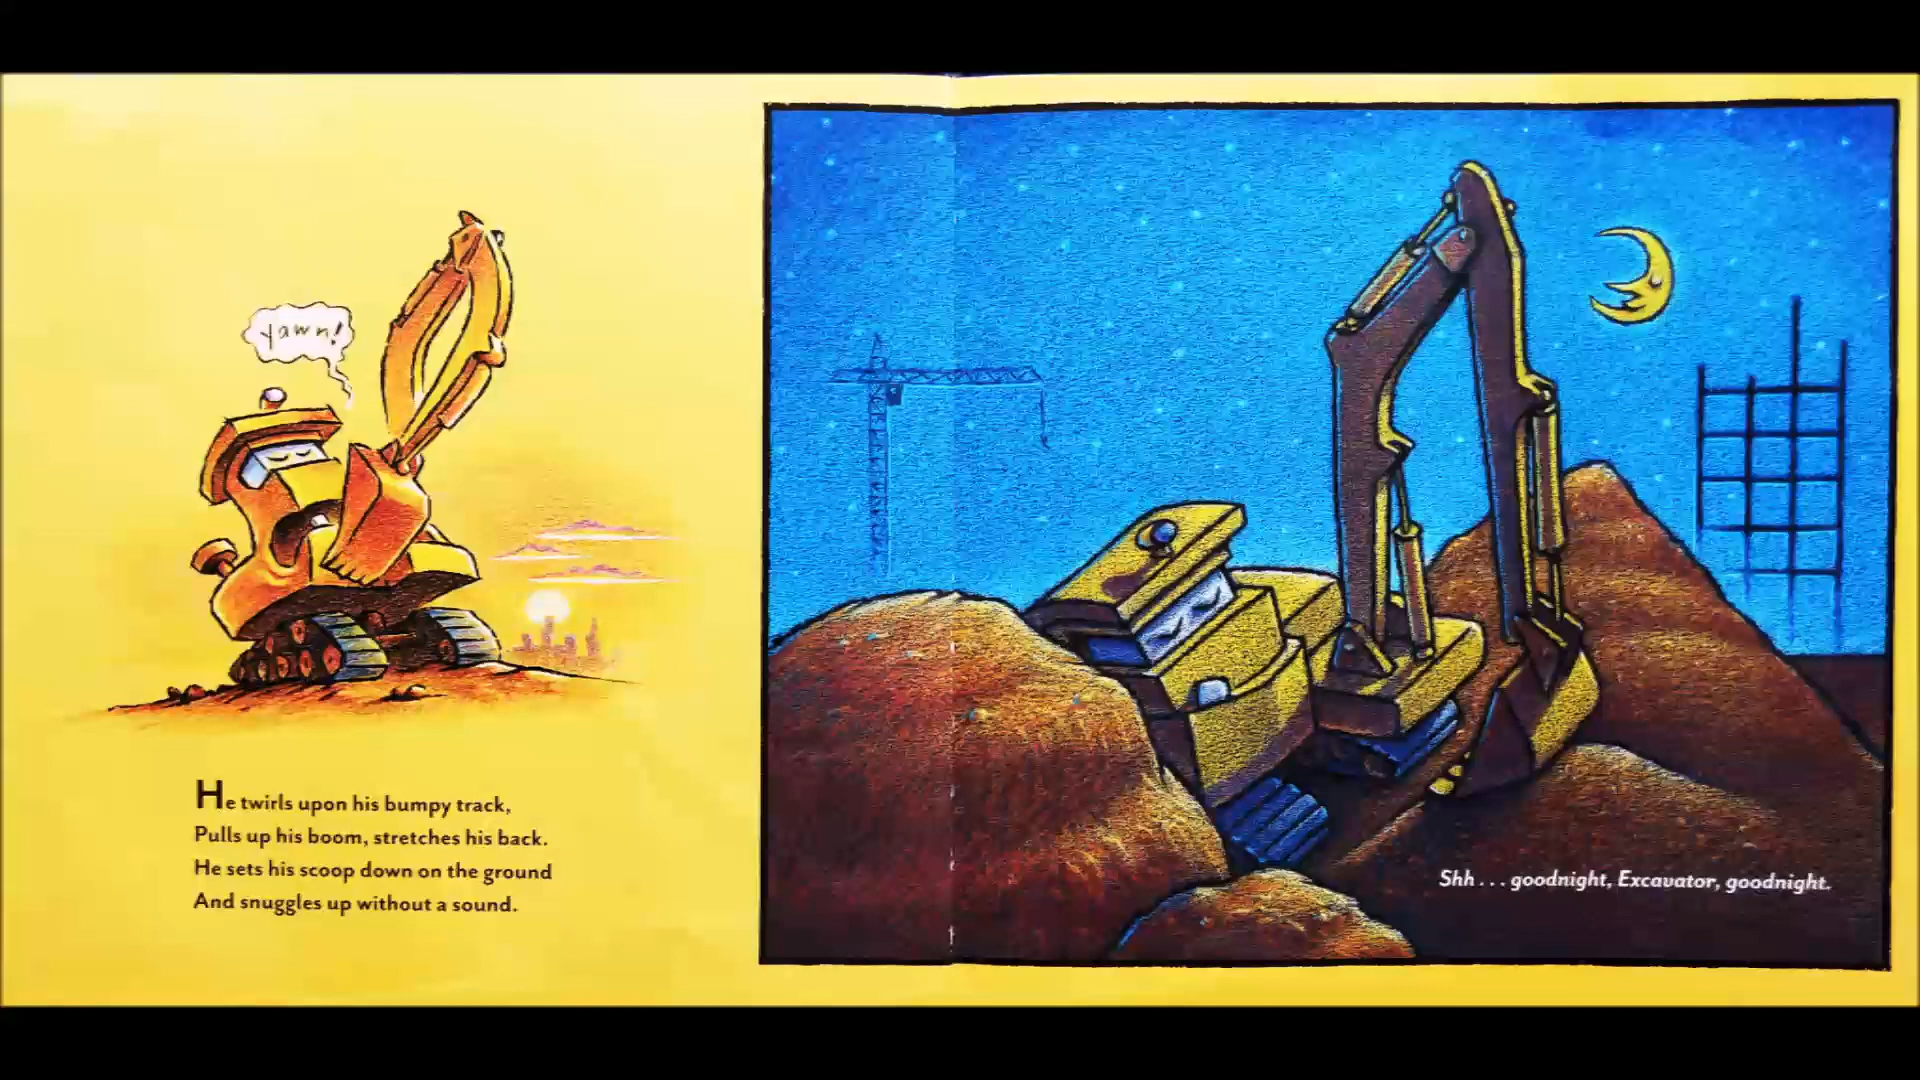 Yawn!
He twirls upon his bumpy track,
Pulls up his boom, stretches his back.
He sets his scoop down on the ground
And snuggles up without a sound.
Shh . . . goodnight, Excavator, goodnight.